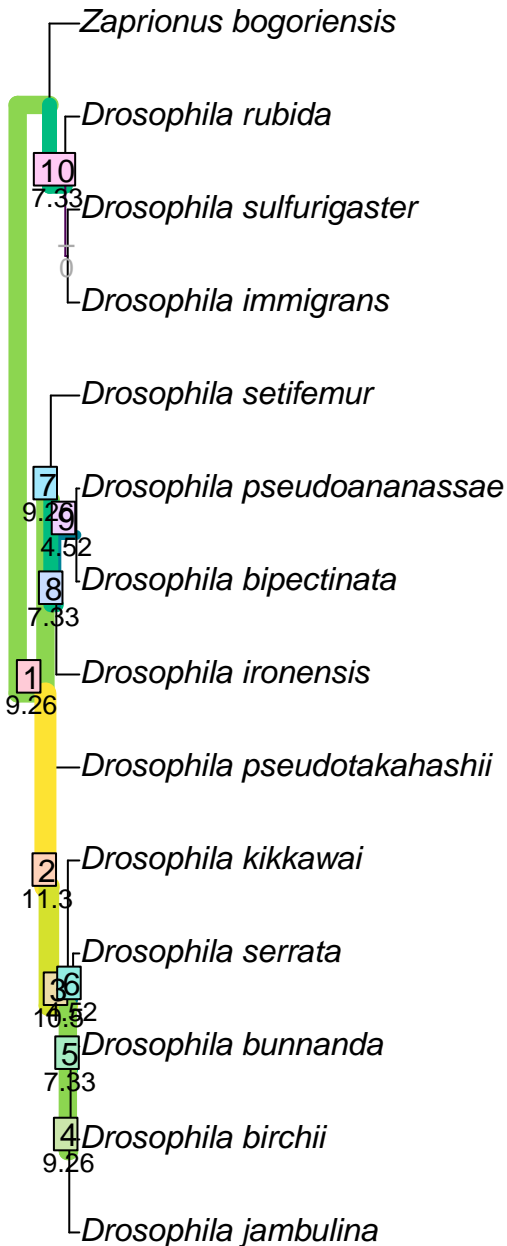 Zaprionus bogoriensis
Drosophila rubida
10
7.33
Drosophila sulfurigaster
0
Drosophila immigrans
Drosophila setifemur
7
9.26
Drosophila pseudoananassae
9
4.52
Drosophila bipectinata
8
7.33
Drosophila ironensis
1
9.26
Drosophila pseudotakahashii
Drosophila kikkawai
2
11.3
Drosophila serrata
3
6
10.5
4.52
Drosophila bunnanda
5
7.33
Drosophila birchii
4
9.26
Drosophila jambulina